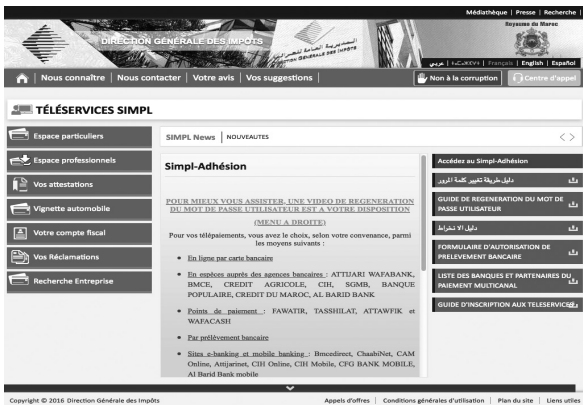 Médiathèque | Presse | Recherche |
Royaume du Maroc
DIRECTION GÉNÉRALE DES IMPÔTS
المديرية العامة للضرائب
DIRECTION GENERALE DES IMPOTS
عربي | ⵜⴰⵎⴰⵣⵉⵖⵜ | Français | English | Español
Nous connaître | Nous contacter | Votre avis | Vos suggestions |
Non à la corruption
Centre d'appel
TÉLÉSERVICES SIMPL
Espace particuliers
Espace professionnels
Vos attestations
Vignette automobile
Votre compte fiscal
Vos Réclamations
Recherche Entreprise
SIMPL News | NOUVEAUTES
< >
Simpl-Adhésion
POUR MIEUX VOUS ASSISTER, UNE VIDEO DE REGENERATION
DU MOT DE PASSE UTILISATEUR EST A VOTRE DISPOSITION
(MENU A DROITE)
Pour vos télépaiements, vous avez le choix, selon votre convenance, parmi
les moyens suivants :
• En ligne par carte bancaire
• En espèces auprés des agences bancaires : ATTIJARI WAFABANK,
BMCE, CREDIT AGRICOLE, CIH, SGMB, BANQUE
POPULAIRE, CREDIT DU MAROC, AL BARID BANK
• Points de paiement : FAWATIR, TASSHILAT, ATTAWFIK et
WAFACASH
• Par prélèvement bancaire
• Sites e-banking et mobile banking : Bmcedirect, ChaabiNet, CAM
Online, Attijarinet, CIH Online, CIH Mobile, CFG BANK MOBILE,
Al Barid Bank mobile
Accédez au Simpl-Adhésion
دليل طريقة تغيير كلمة المرور
GUIDE DE REGENERATION DU MOT DE
PASSE UTILISATEUR
دليل الانخراط
FORMULAIRE D'AUTORISATION DE
PRELEVEMENT BANCAIRE
LISTE DES BANQUES ET PARTENAIRES DU
PAIEMENT MULTICANAL
GUIDE D'INSCRIPTION AUX TELESERVICES
Copyright © 2016 Direction Générale des Impôts
Appels d'offres | Conditions générales d'utilisation | Plan du site | Liens utiles